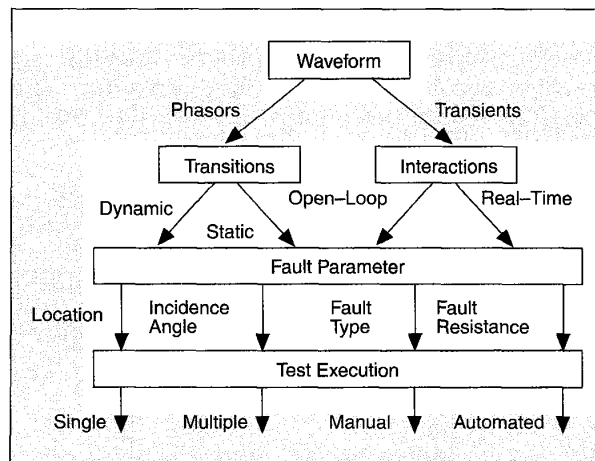 Waveform
Phasors
Transients
Transitions
Interactions
Dynamic
Static
Open–Loop
Real–Time
Fault Parameter
Location
Incidence
Angle
Fault
Type
Fault
Resistance
Test Execution
Single
Multiple
Manual
Automated